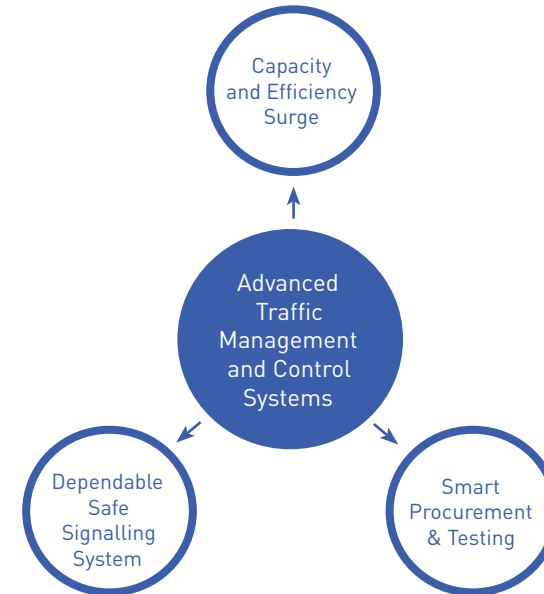 Capacity
and Efficiency
Surge
Advanced
Traffic
Management
and Control
Systems
Dependable
Safe
Signalling
System
Smart
Procurement
& Testing